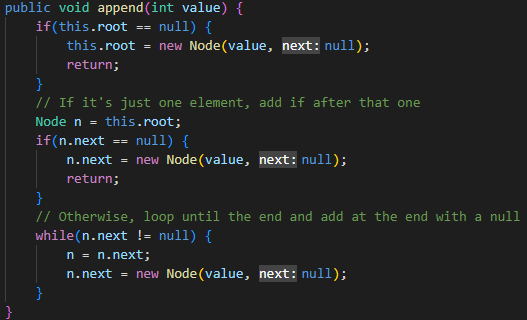 public void append(int value) {
if(this.root == null) {
this.root = new Node(value, next: null);
return;
}
// If it's just one element, add if after that one
Node n = this.root;
if(n.next == null) {
n.next = new Node(value, next: null);
return;
}
// Otherwise, loop until the end and add at the end with a null
while(n.next != null) {
n = n.next;
n.next = new Node(value, next: null);
}
}